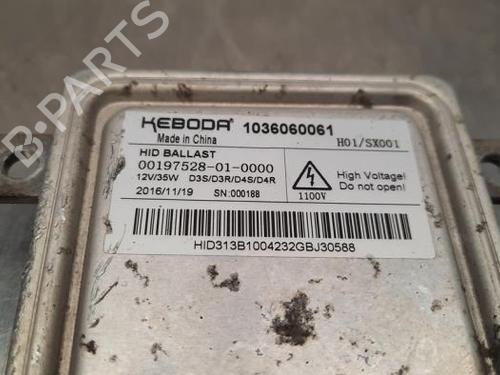 B-PARTS
KEBODA® 1036060061
Made in China
H01/SX001
HID BALLAST
00197528-01-0000
12V/35W D3S/D3R/D4S/D4R
2016/11/19 SN:000188
1100V
High Voltage!
Do not open!
HID313B1004232GBJ30588